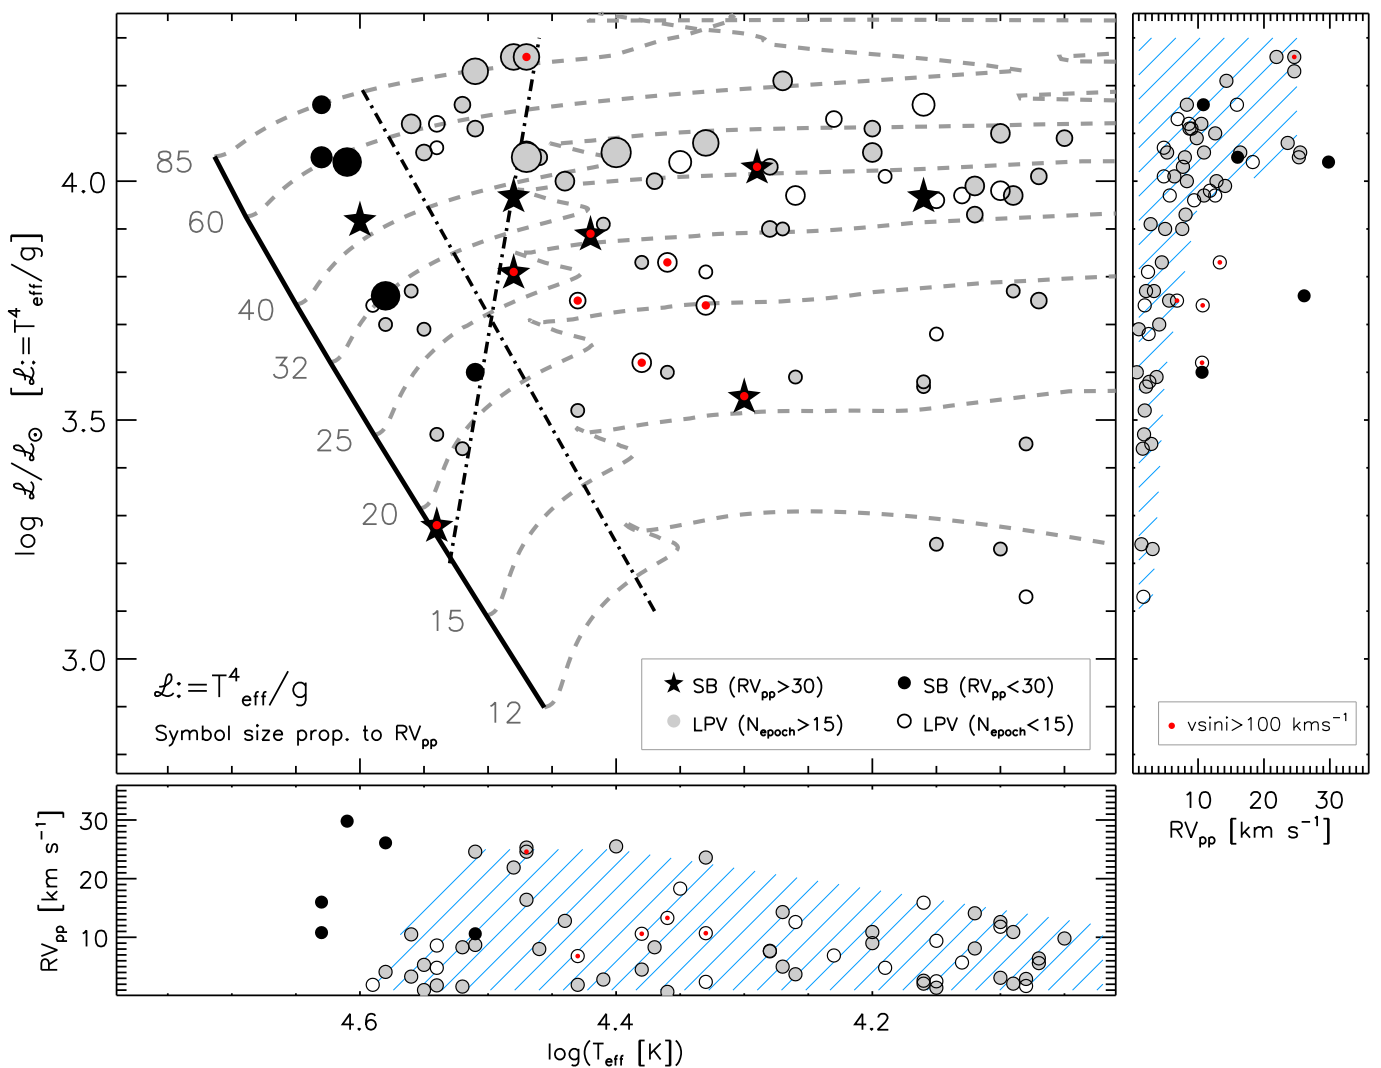 85
60
40
32
25
20
15
12
4.0
3.5
3.0
log ℒ/ℒ⊙ [ℒ:=T⁴eff/g]
ℒ:=T⁴eff/g
Symbol size prop. to RVpp
SB (RVpp>30)
SB (RVpp<30)
LPV (Nepoch>15)
LPV (Nepoch<15)
vsini>100 kms⁻¹
10 20 30
RVpp [km s⁻¹]
30
20
10
RVpp [km s⁻¹]
4.6 4.4 4.2
log(Teff [K])